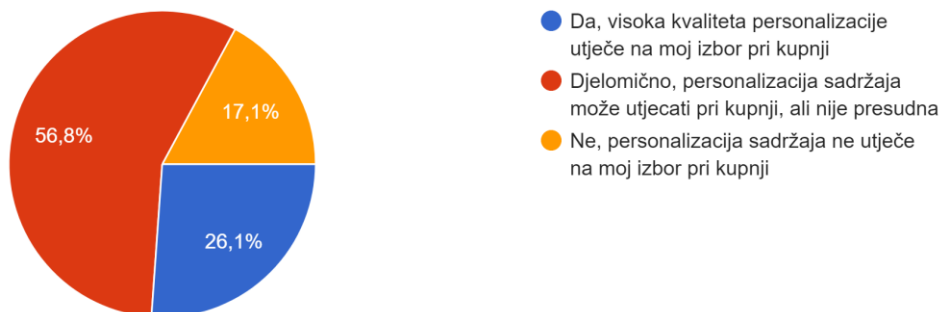 56,8%
17,1%
26,1%
Da, visoka kvaliteta personalizacije
utječe na moj izbor pri kupnji
Djelomično, personalizacija sadržaja
može utjecati pri kupnji, ali nije presudna
Ne, personalizacija sadržaja ne utječe
na moj izbor pri kupnji